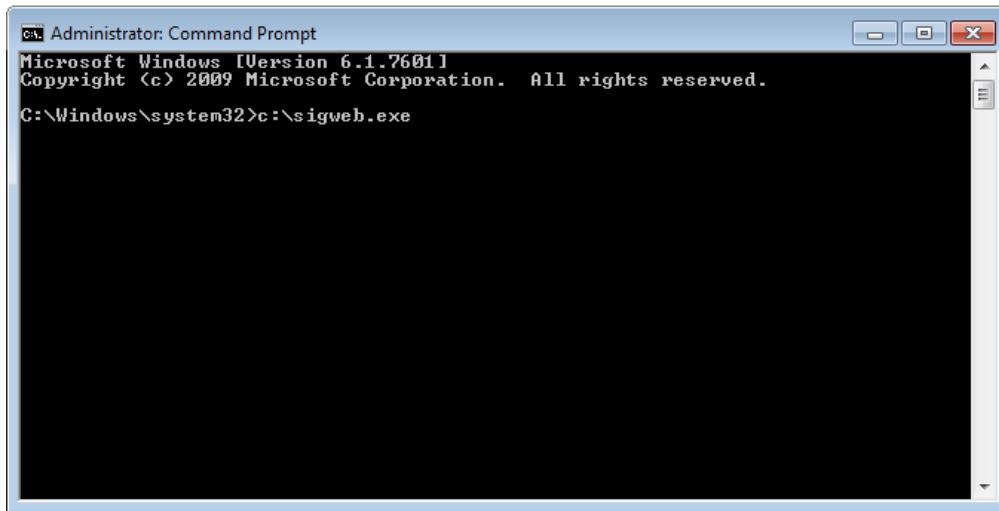 Administrator: Command Prompt
Microsoft Windows [Version 6.1.7601]
Copyright (c) 2009 Microsoft Corporation.  All rights reserved.
C:\Windows\system32>c:\sigweb.exe